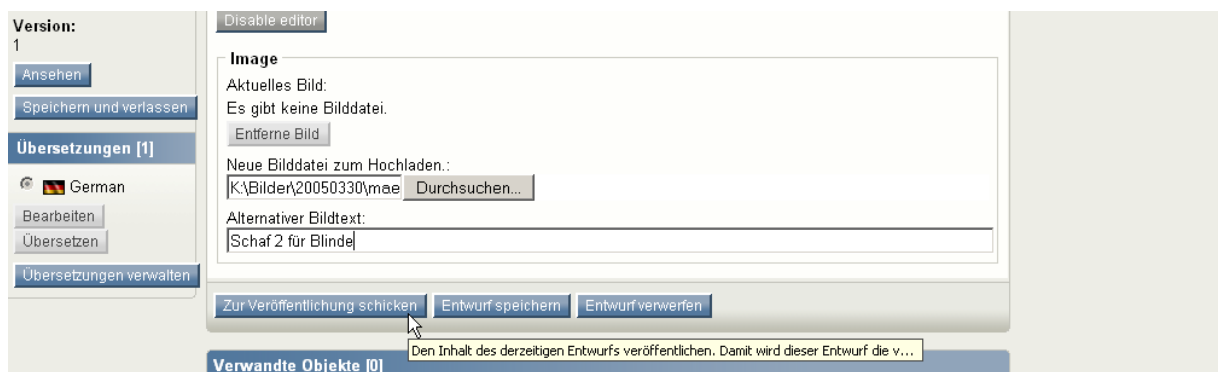 Version:
1
Ansehen
Speichern und verlassen
Übersetzungen [1]
German
Bearbeiten
Übersetzen
Übersetzungen verwalten
Disable editor
Image
Aktuelles Bild:
Es gibt keine Bilddatei.
Entferne Bild
Neue Bilddatei zum Hochladen.:
K:\Bilder\20050330\mae Durchsuchen...
Alternativer Bildtext:
Schaf 2 für Blinde
Zur Veröffentlichung schicken Entwurf speichern Entwurf verwerfen
Den Inhalt des derzeitigen Entwurfs veröffentlichen. Damit wird dieser Entwurf die v...
Verwandte Objekte [0]